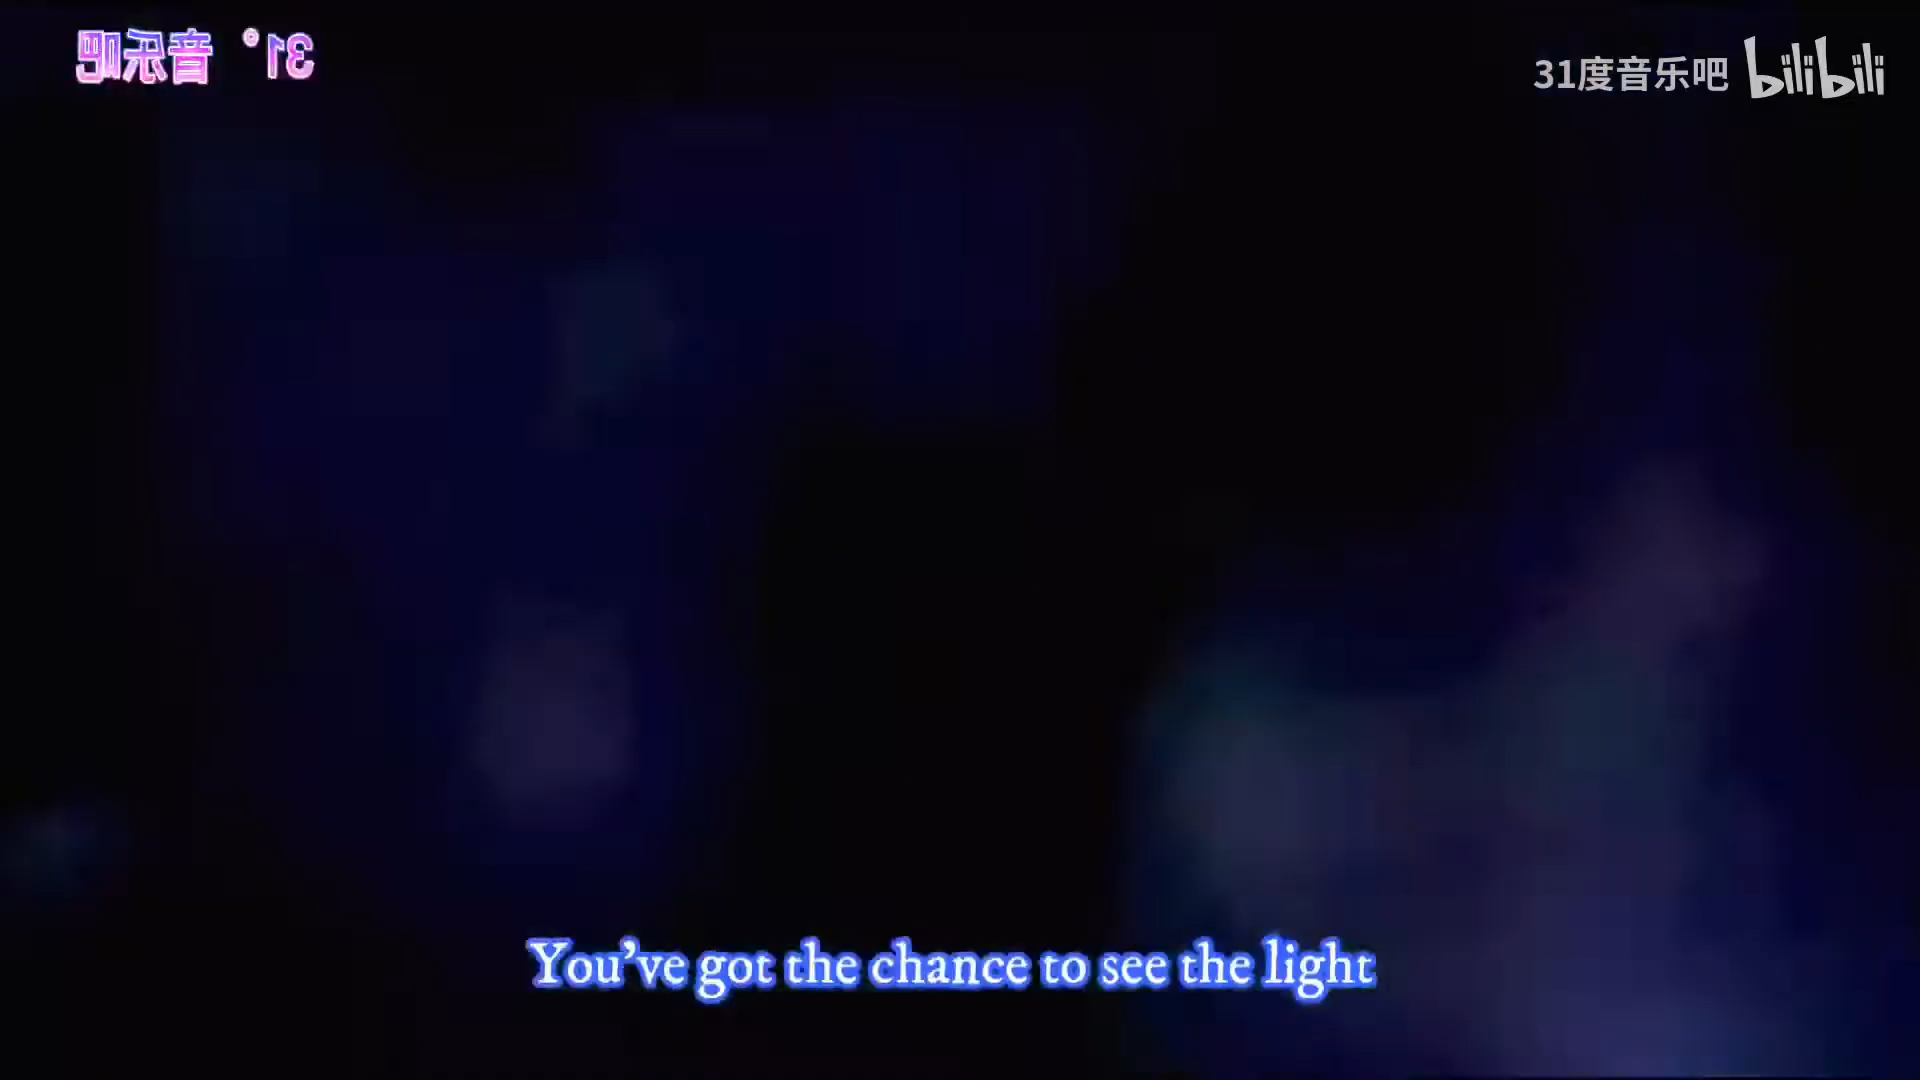 31°音乐吧
31度音乐吧 bilibili
You've got the chance to see the light